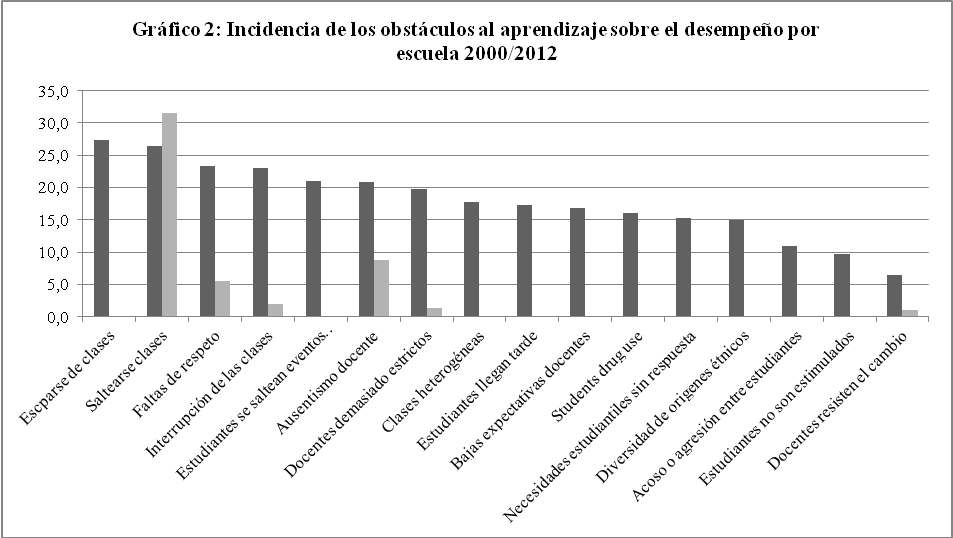 Gráfico 2: Incidencia de los obstáculos al aprendizaje sobre el desempeño por
escuela 2000/2012
35,0
30,0
25,0
20,0
15,0
10,0
5,0
0,0
Escparse de clases
Saltearse clases
Faltas de respeto
Interrupción de las clases
Estudiantes se saltean eventos..
Ausentismo docente
Docentes demasiado estrictos
Clases heterogéneas
Estudiantes llegan tarde
Bajas expectativas docentes
Students drug use
Necesidades estudiantiles sin respuesta
Diversidad de orígenes étnicos
Acoso o agresión entre estudiantes
Estudiantes no son estimulados
Docentes resisten el cambio